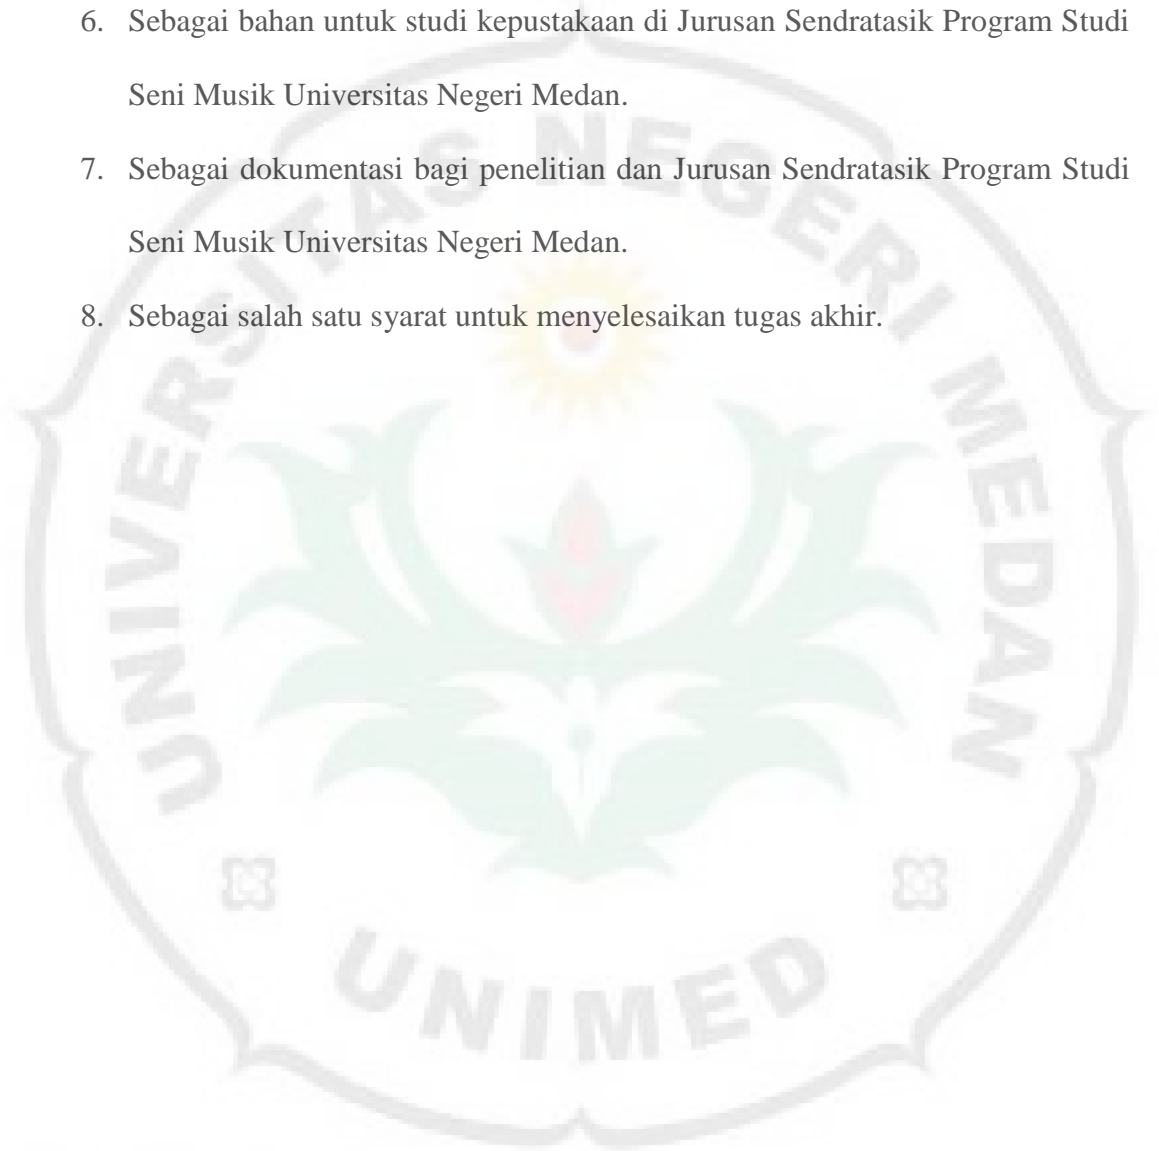 6. Sebagai bahan untuk studi kepustakaan di Jurusan Sendratasik Program Studi
Seni Musik Universitas Negeri Medan.
7. Sebagai dokumentasi bagi penelitian dan Jurusan Sendratasik Program Studi
Seni Musik Universitas Negeri Medan.
8. Sebagai salah satu syarat untuk menyelesaikan tugas akhir.
UNIVERSITAS NEGERI MEDAN
UNIMED